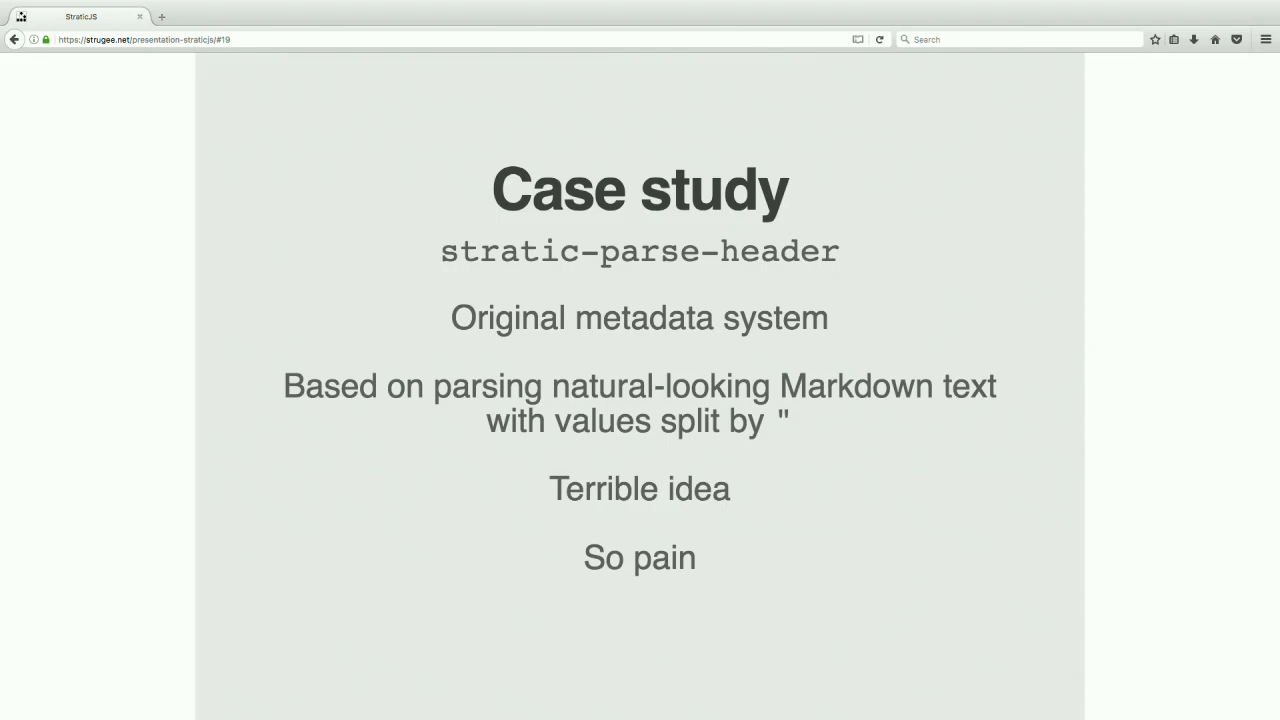 StraticJS
https://strugee.net/presentation-straticjs/#19
Search
Case study
stratic-parse-header
Original metadata system
Based on parsing natural-looking Markdown text
with values split by "
Terrible idea
So pain